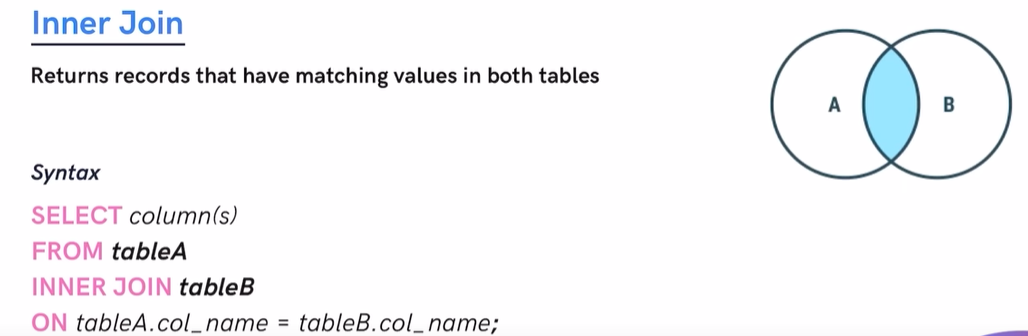 Inner Join
Returns records that have matching values in both tables
A B
Syntax
SELECT column(s)
FROM tableA
INNER JOIN tableB
ON tableA.col_name = tableB.col_name;